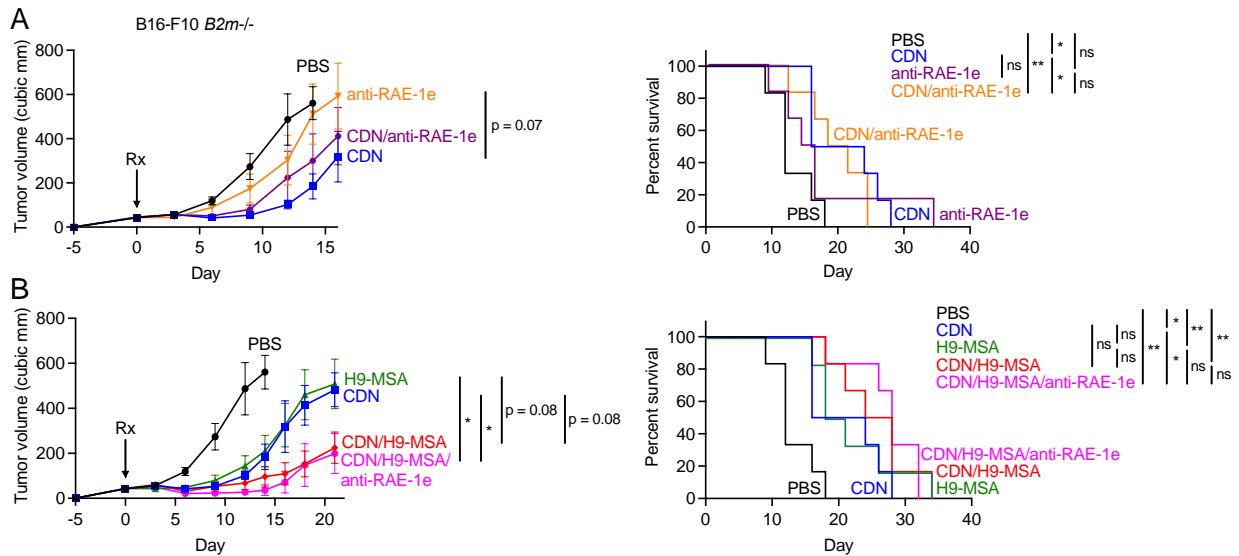 A
B16-F10 B2m-/-
Tumor volume (cubic mm)
800
600
400
200
0
-5
0
5
10
15
Day
Rx
PBS
anti-RAE-1e
CDN/anti-RAE-1e
CDN
p = 0.07
PBS
CDN
anti-RAE-1e
CDN/anti-RAE-1e
ns
**
*
*
ns
ns
Percent survival
100
80
60
40
20
0
0
10
20
30
40
Day
CDN/anti-RAE-1e
PBS
CDN
anti-RAE-1e
B
Tumor volume (cubic mm)
800
600
400
200
0
-5
0
5
10
15
20
Day
Rx
PBS
H9-MSA
CDN
CDN/H9-MSA
CDN/H9-MSA/
anti-RAE-1e
*
*
p = 0.08
p = 0.08
PBS
CDN
H9-MSA
CDN/H9-MSA
CDN/H9-MSA/anti-RAE-1e
ns
ns
ns
**
*
*
**
ns
**
ns
Percent survival
100
80
60
40
20
0
0
10
20
30
40
Day
CDN/H9-MSA/anti-RAE-1e
CDN/H9-MSA
H9-MSA
PBS
CDN